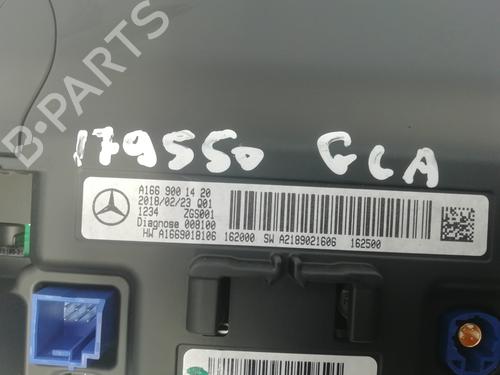 B-PARTS
179550 GLA
A166 900 14 20
2018/02/23 Q01
1234 ZGS001
Diagnose 008100
HW A1669018106 162000 SW A2189021606 162500